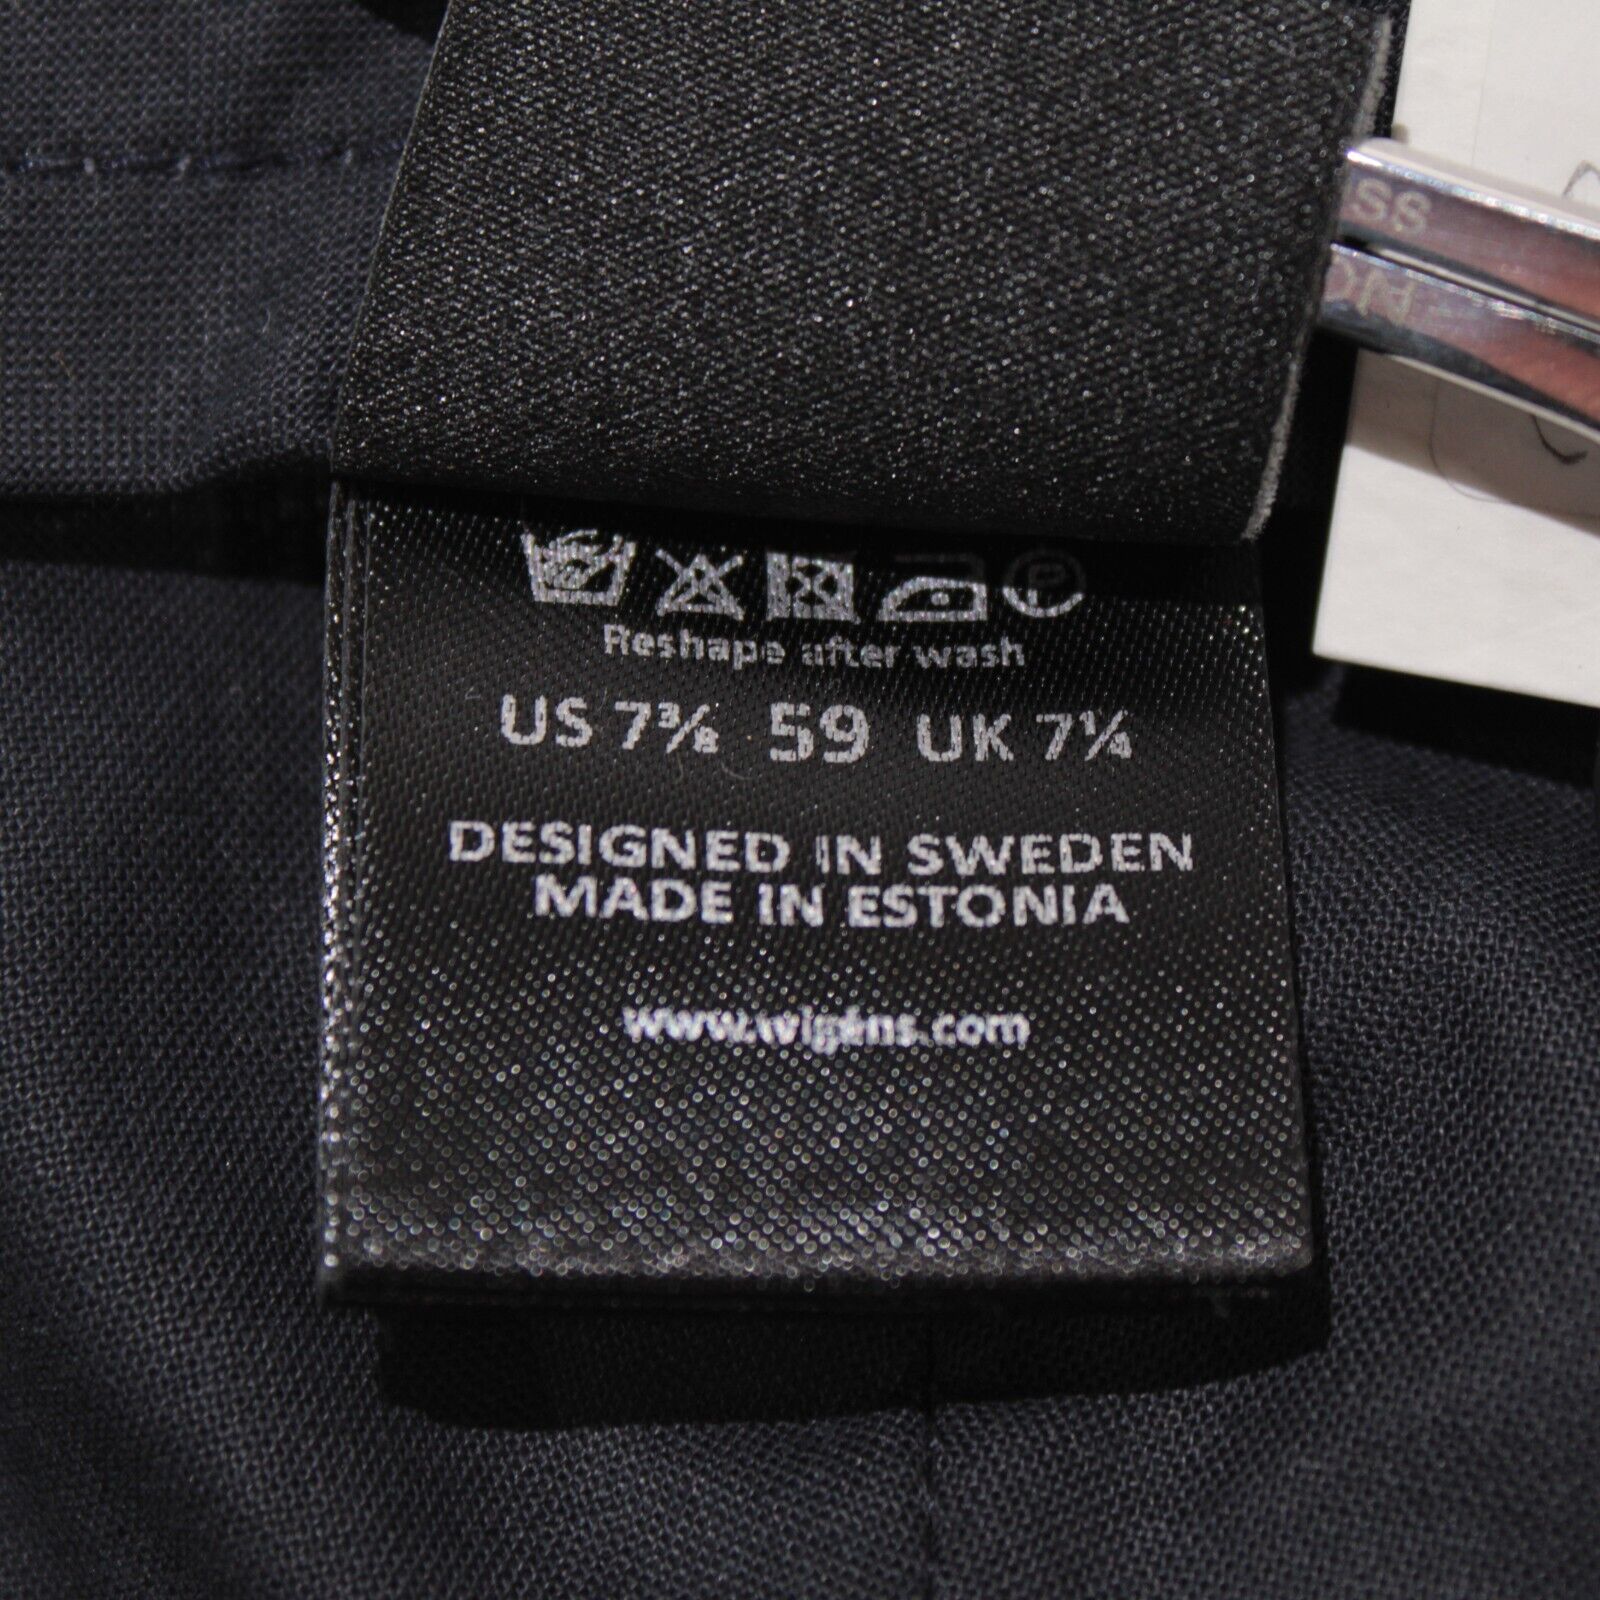 Reshape after wash
US 7⅜ 59 UK 7¼
DESIGNED IN SWEDEN
MADE IN ESTONIA
www.wigens.com
P
SS